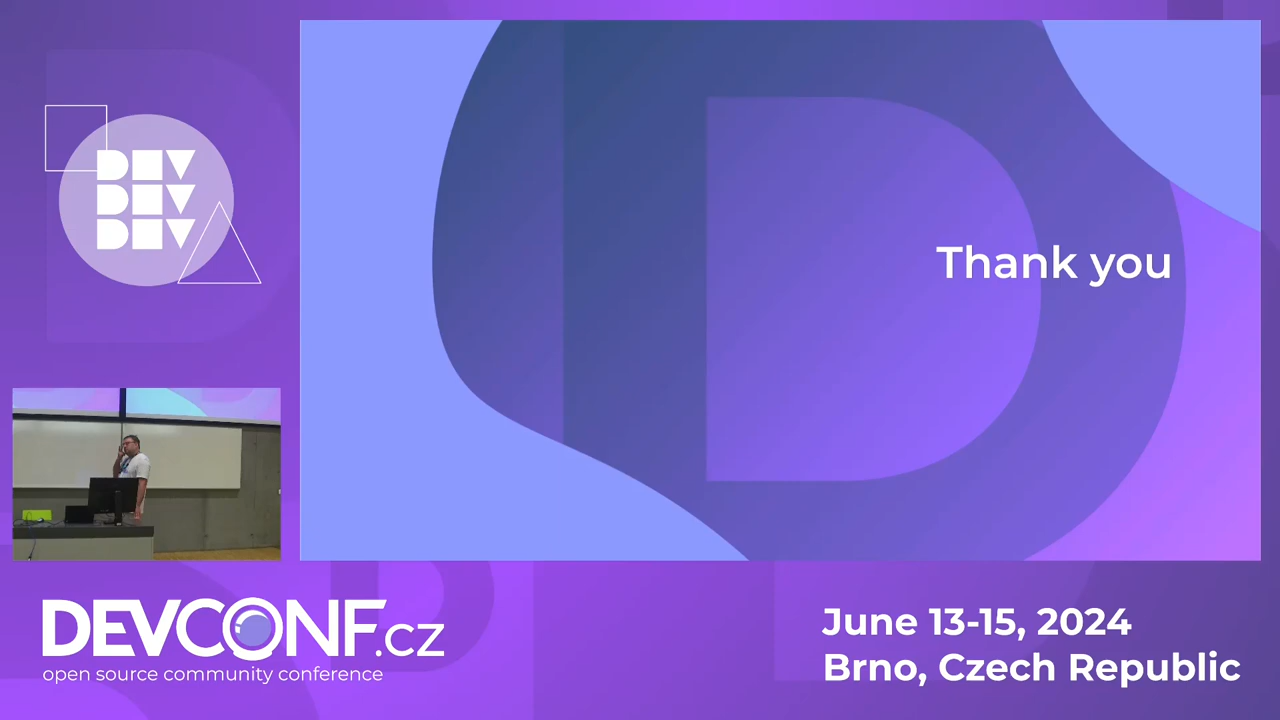 DEV
DEV
DEV
Thank you
DEVCONF.cz
open source community conference
June 13-15, 2024
Brno, Czech Republic